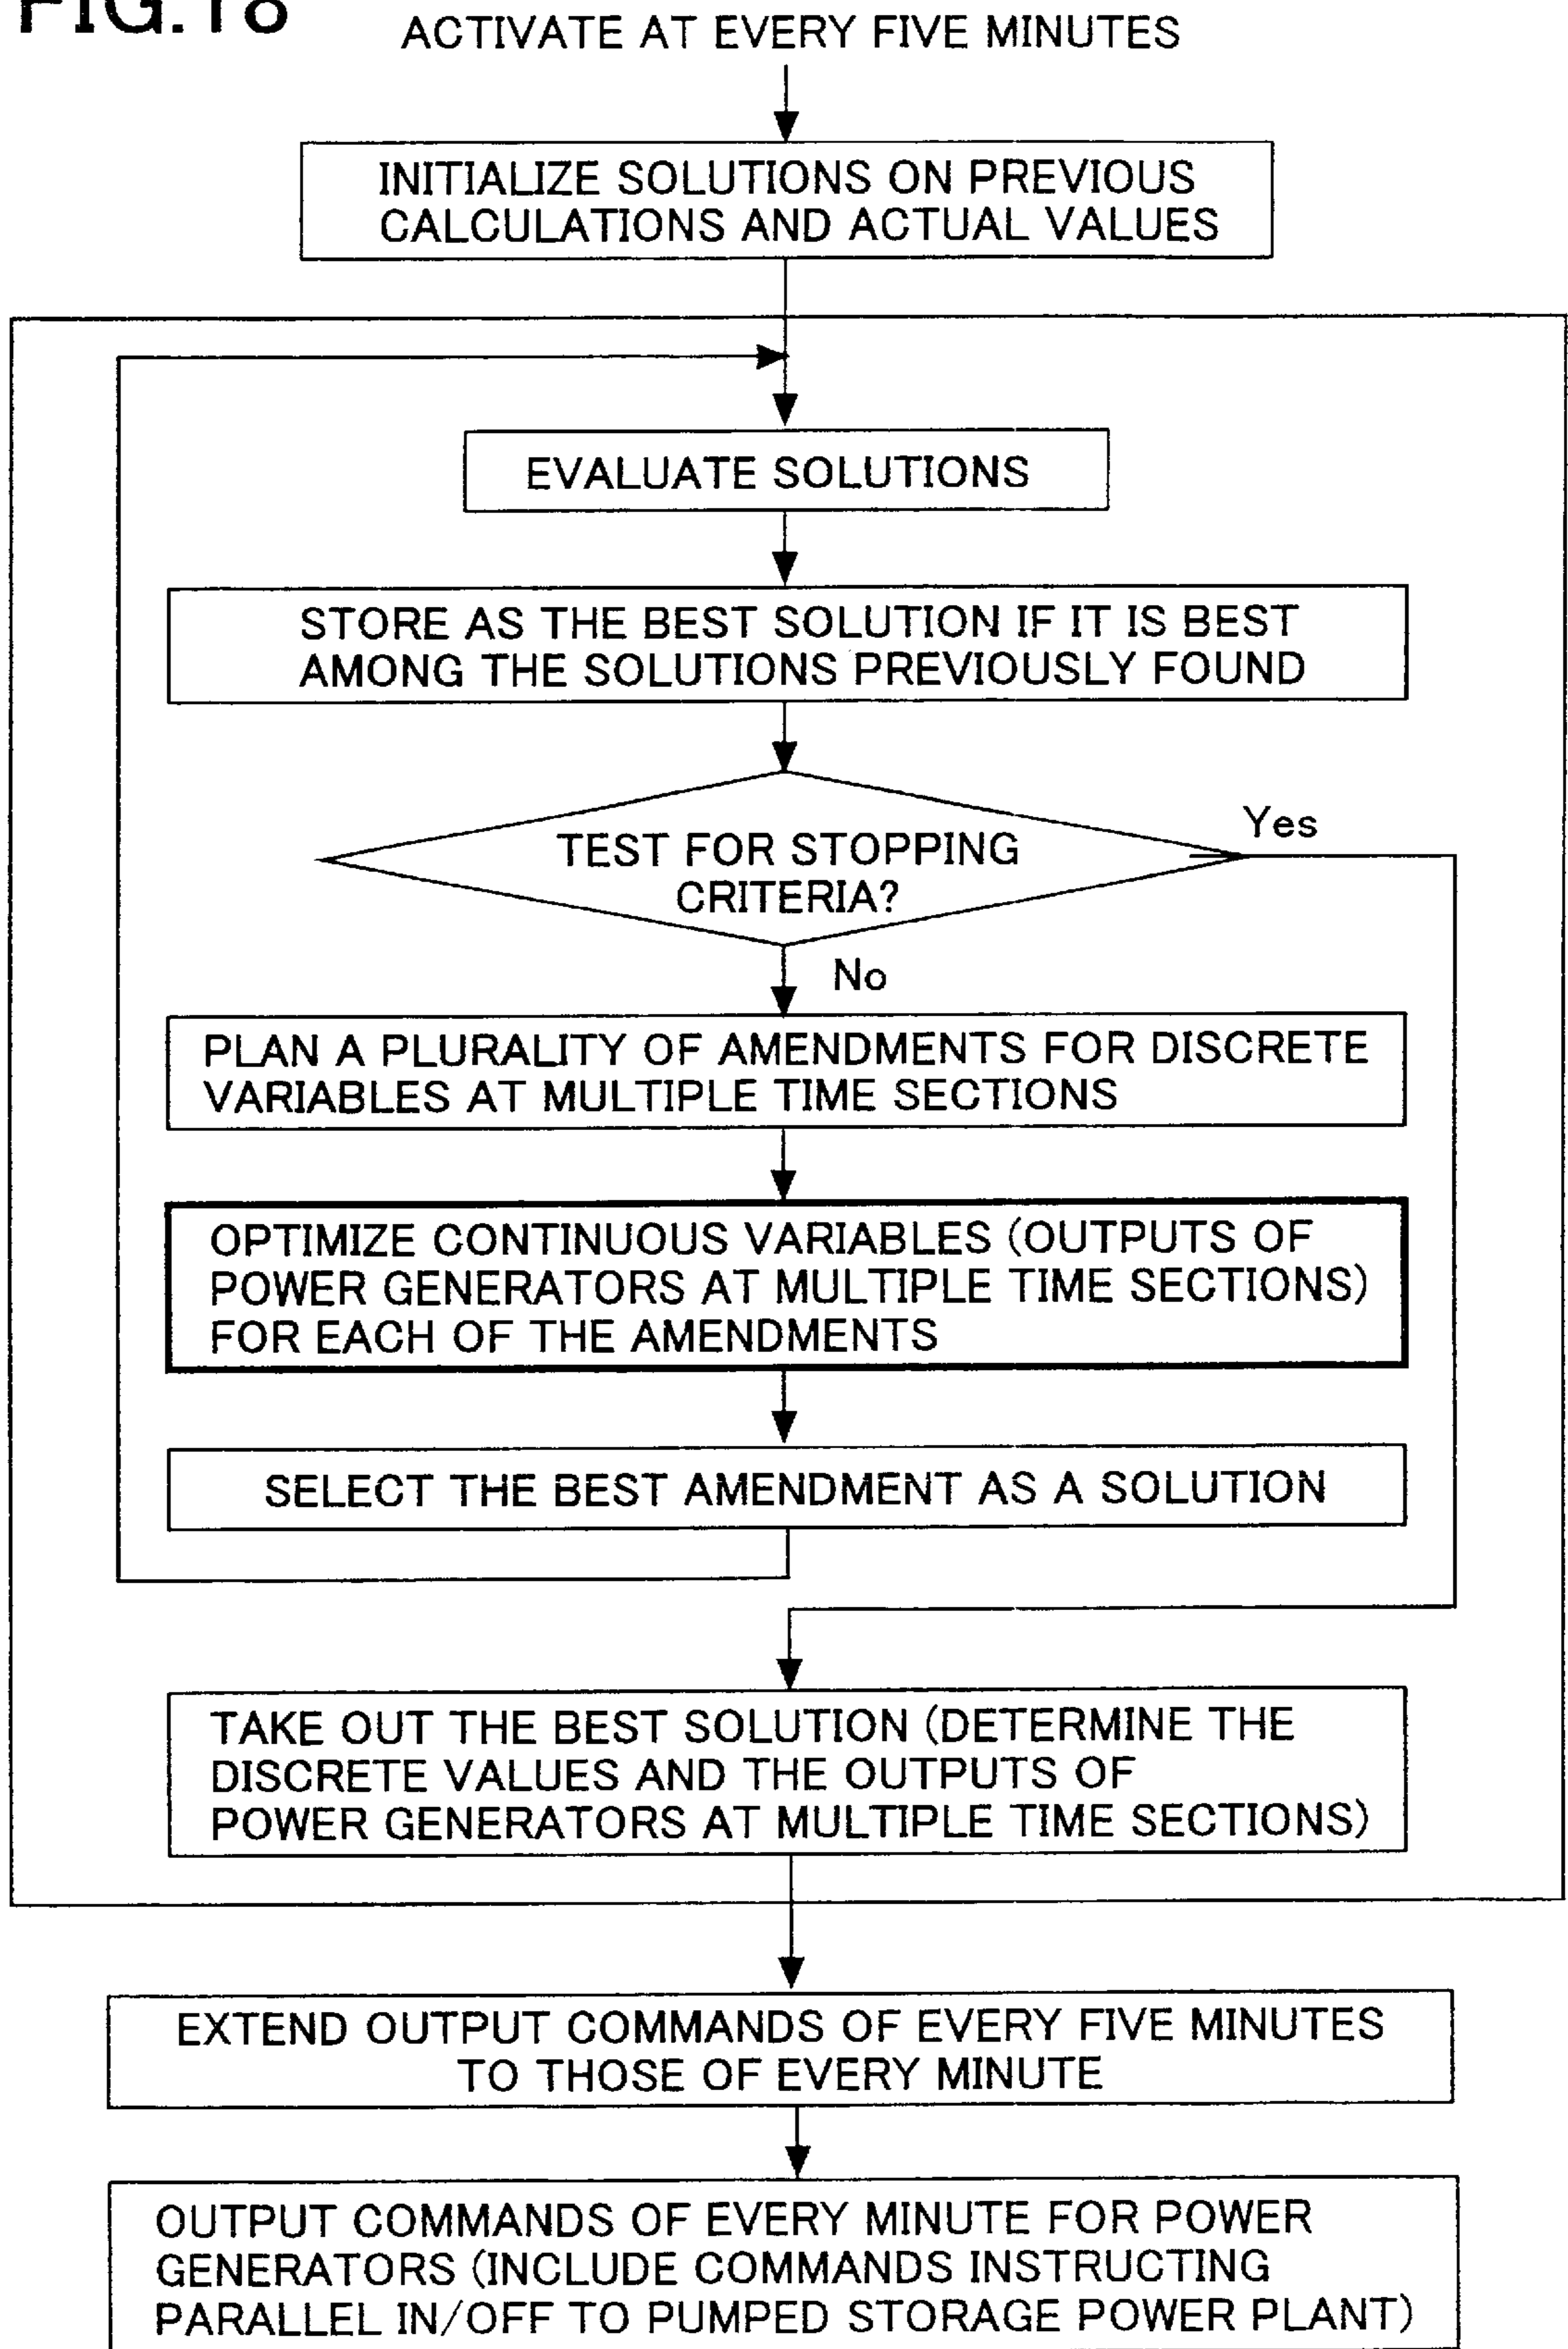 FIG.18
ACTIVATE AT EVERY FIVE MINUTES
INITIALIZE SOLUTIONS ON PREVIOUS
CALCULATIONS AND ACTUAL VALUES
EVALUATE SOLUTIONS
STORE AS THE BEST SOLUTION IF IT IS BEST
AMONG THE SOLUTIONS PREVIOUSLY FOUND
TEST FOR STOPPING
CRITERIA?
Yes
No
PLAN A PLURALITY OF AMENDMENTS FOR DISCRETE
VARIABLES AT MULTIPLE TIME SECTIONS
OPTIMIZE CONTINUOUS VARIABLES (OUTPUTS OF
POWER GENERATORS AT MULTIPLE TIME SECTIONS)
FOR EACH OF THE AMENDMENTS
SELECT THE BEST AMENDMENT AS A SOLUTION
TAKE OUT THE BEST SOLUTION (DETERMINE THE
DISCRETE VALUES AND THE OUTPUTS OF
POWER GENERATORS AT MULTIPLE TIME SECTIONS)
EXTEND OUTPUT COMMANDS OF EVERY FIVE MINUTES
TO THOSE OF EVERY MINUTE
OUTPUT COMMANDS OF EVERY MINUTE FOR POWER
GENERATORS (INCLUDE COMMANDS INSTRUCTING
PARALLEL IN/OFF TO PUMPED STORAGE POWER PLANT)